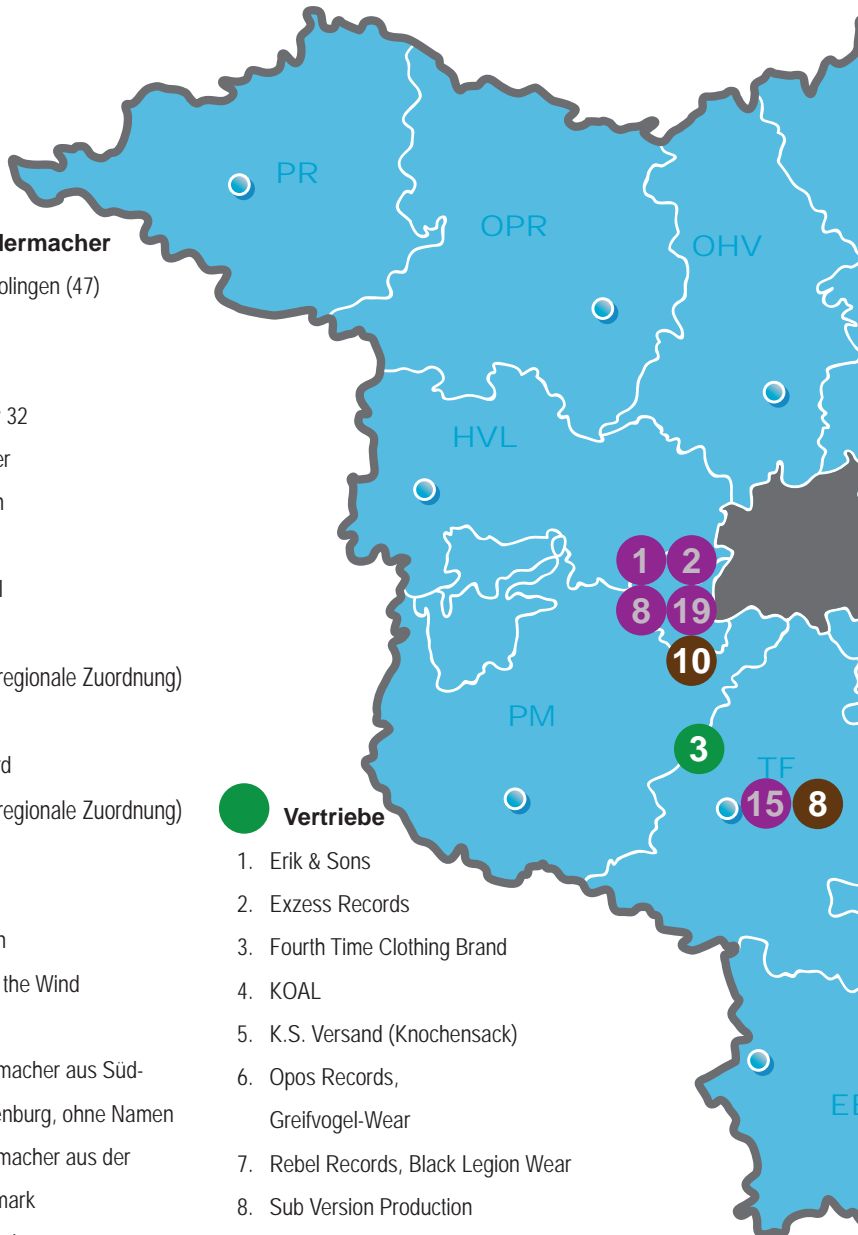 PR
OPR
OHV
HVL
PM
TF
E
1 2
8 19
10
3
15 8
dermacher
olingen (47)
32
er
n
regionale Zuordnung)
rd
regionale Zuordnung)
n
the Wind
macher aus Süd-
enburg, ohne Namen
macher aus der
mark
Vertriebe
1. Erik & Sons
2. Exzess Records
3. Fourth Time Clothing Brand
4. KOAL
5. K.S. Versand (Knochensack)
6. Opos Records,
Greifvogel-Wear
7. Rebel Records, Black Legion Wear
8. Sub Version Production